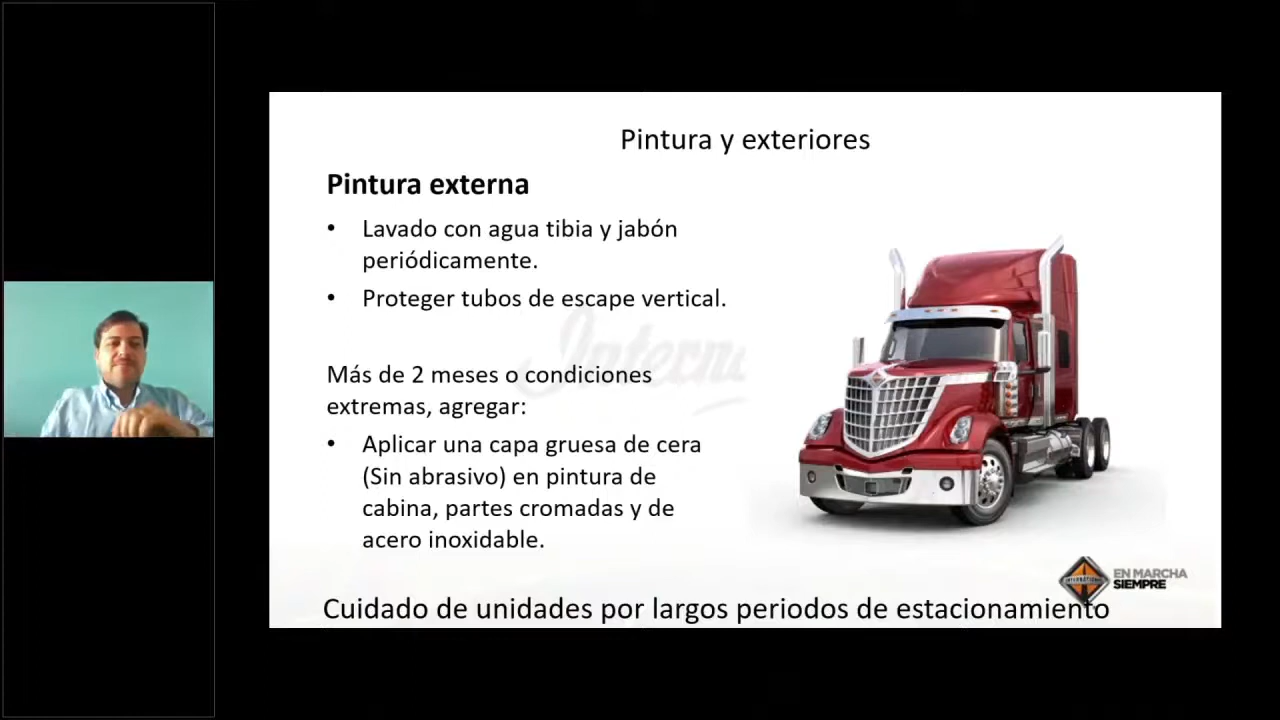 Pintura y exteriores
Pintura externa
• Lavado con agua tibia y jabón
periódicamente.
• Proteger tubos de escape vertical.
Más de 2 meses o condiciones
extremas, agregar:
• Aplicar una capa gruesa de cera
(Sin abrasivo) en pintura de
cabina, partes cromadas y de
acero inoxidable.
Interna
INTERNATIONAL
EN MARCHA
SIEMPRE
Cuidado de unidades por largos periodos de estacionamiento